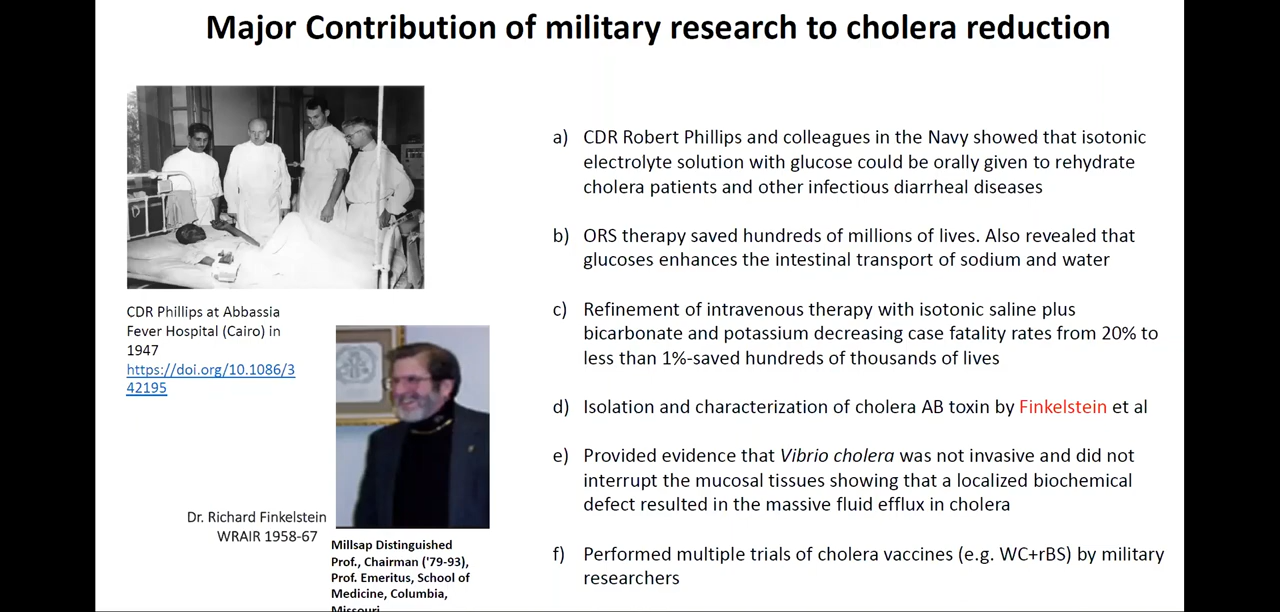 Major Contribution of military research to cholera reduction
CDR Phillips at Abbassia
Fever Hospital (Cairo) in
1947
https://doi.org/10.1086/3
42195
Dr. Richard Finkelstein
WRAIR 1958-67
Millsap Distinguished
Prof., Chairman ('79-93),
Prof. Emeritus, School of
Medicine, Columbia,
Missouri
a) CDR Robert Phillips and colleagues in the Navy showed that isotonic
electrolyte solution with glucose could be orally given to rehydrate
cholera patients and other infectious diarrheal diseases
b) ORS therapy saved hundreds of millions of lives. Also revealed that
glucoses enhances the intestinal transport of sodium and water
c) Refinement of intravenous therapy with isotonic saline plus
bicarbonate and potassium decreasing case fatality rates from 20% to
less than 1%-saved hundreds of thousands of lives
d) Isolation and characterization of cholera AB toxin by Finkelstein et al
e) Provided evidence that Vibrio cholera was not invasive and did not
interrupt the mucosal tissues showing that a localized biochemical
defect resulted in the massive fluid efflux in cholera
f) Performed multiple trials of cholera vaccines (e.g. WC+rBS) by military
researchers